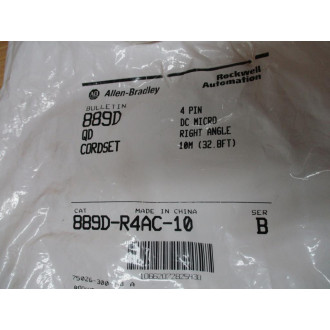 Allen-Bradley
Rockwell
Automation
BULLETIN
889D
QD
CORDSET
4 PIN
DC MICRO
RIGHT ANGLE
10M (32.8FT)
CAT
MADE IN CHINA
SER
889D-R4AC-10
B